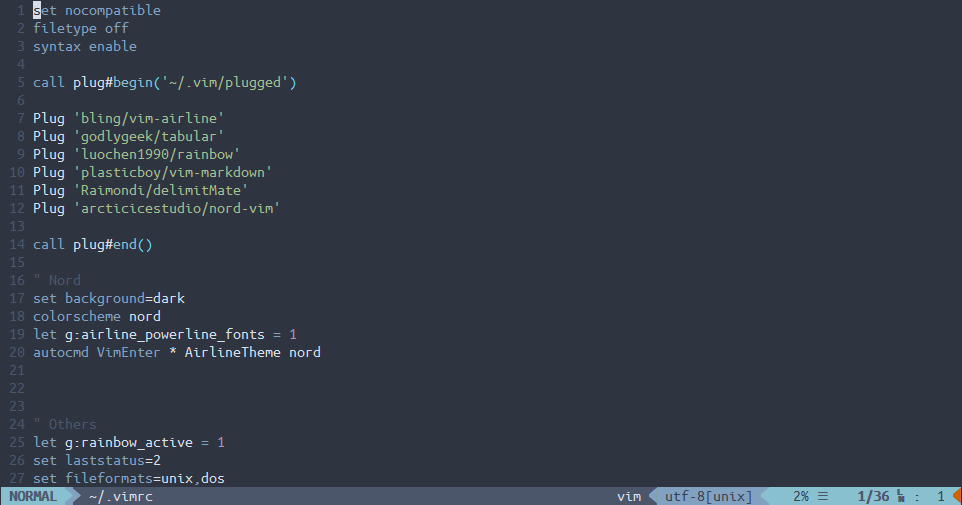 1 set nocompatible
2 filetype off
3 syntax enable
4
5 call plug#begin('~/.vim/plugged')
6
7 Plug 'bling/vim-airline'
8 Plug 'godlygeek/tabular'
9 Plug 'luochen1990/rainbow'
10 Plug 'plasticboy/vim-markdown'
11 Plug 'Raimondi/delimitMate'
12 Plug 'arcticicestudio/nord-vim'
13
14 call plug#end()
15
16 " Nord
17 set background=dark
18 colorscheme nord
19 let g:airline_powerline_fonts = 1
20 autocmd VimEnter * AirlineTheme nord
21
22
23
24 " Others
25 let g:rainbow_active = 1
26 set laststatus=2
27 set fileformats=unix,dos
NORMAL ~/.vimrc vim utf-8[unix] 2% ☰ 1/36 ␤ : 1